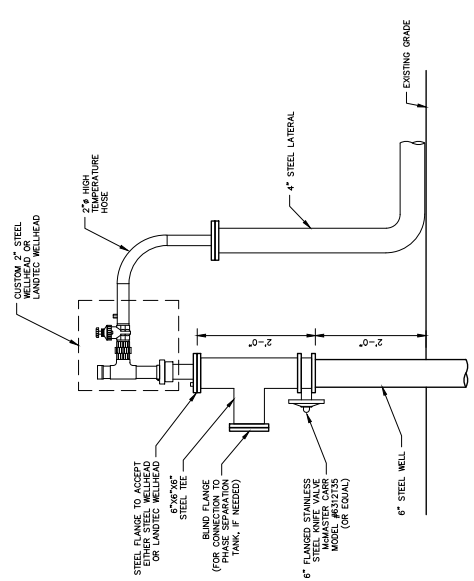 CUSTOM 2" STEEL
WELLHEAD OR
LANDTEC WELLHEAD
2"ø HIGH
TEMPERATURE
HOSE
4" STEEL LATERAL
EXISTING GRADE
2'-0"
2'-0"
STEEL FLANGE TO ACCEPT
EITHER STEEL WELLHEAD
OR LANDTEC WELLHEAD
6"X6"X6"
STEEL TEE
BLIND FLANGE
(FOR CONNECTION TO
PHASE SEPARATION
TANK, IF NEEDED)
6" FLANGED STAINLESS
STEEL KNIFE VALVE
McMASTER CARR
MODEL #6312T35
(OR EQUAL)
6" STEEL WELL